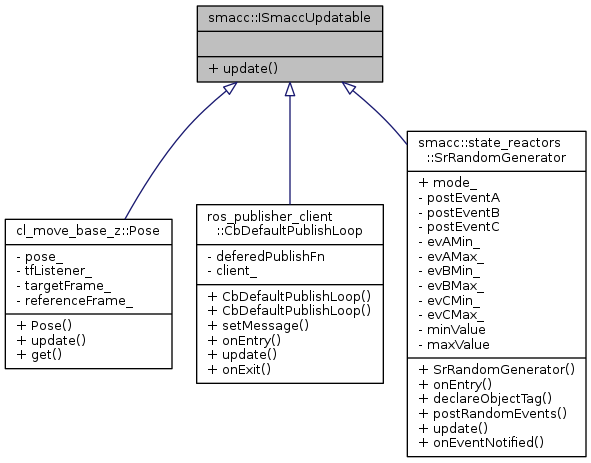 smacc::ISmaccUpdatable
+ update()
cl_move_base_z::Pose
- pose_
- tfListener_
- targetFrame_
- referenceFrame_
+ Pose()
+ update()
+ get()
ros_publisher_client
::CbDefaultPublishLoop
- deferedPublishFn
- client_
+ CbDefaultPublishLoop()
+ CbDefaultPublishLoop()
+ setMessage()
+ onEntry()
+ update()
+ onExit()
smacc::state_reactors
::SrRandomGenerator
+ mode_
- postEventA
- postEventB
- postEventC
- evAMin_
- evAMax_
- evBMin_
- evBMax_
- evCMin_
- evCMax_
- minValue
- maxValue
+ SrRandomGenerator()
+ onEntry()
+ declareObjectTag()
+ postRandomEvents()
+ update()
+ onEventNotified()